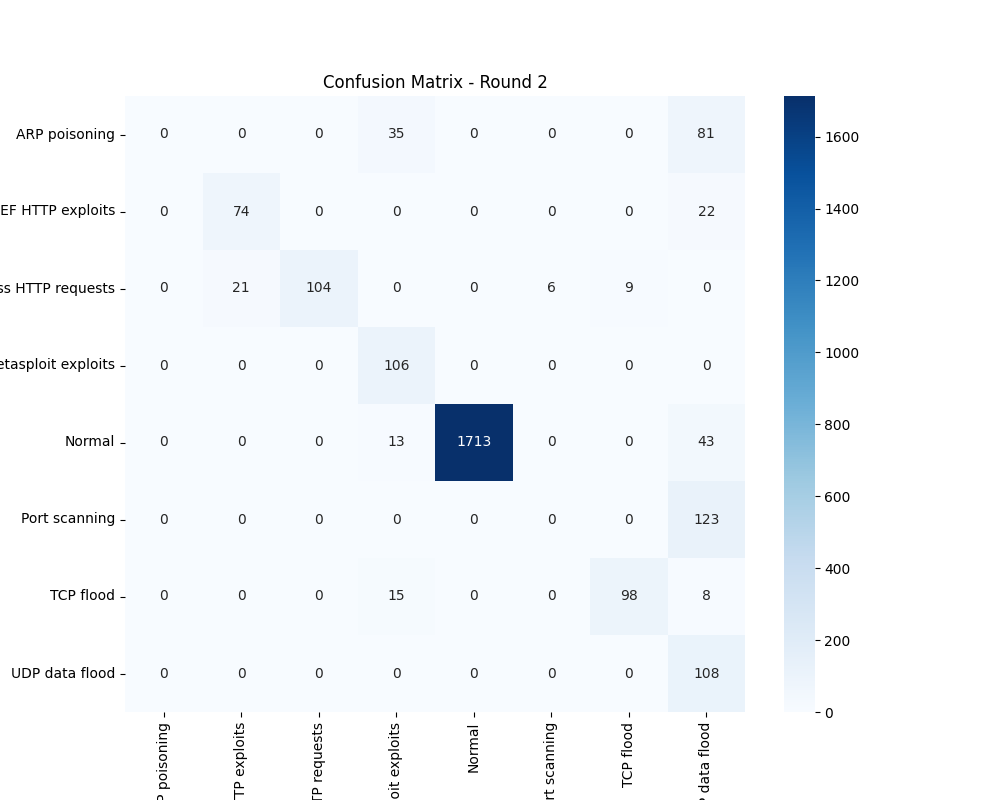 Confusion Matrix - Round 2
ARP poisoning 0 0 0 35 0 0 0 81
EF HTTP exploits 0 74 0 0 0 0 0 22
ss HTTP requests 0 21 104 0 0 6 9 0
etasploit exploits 0 0 0 106 0 0 0 0
Normal 0 0 0 13 1713 0 0 43
Port scanning 0 0 0 0 0 0 0 123
TCP flood 0 0 0 15 0 0 98 8
UDP data flood 0 0 0 0 0 0 0 108
P poisoning
TTP exploits
TP requests
oit exploits
Normal
rt scanning
TCP flood
P data flood
1600
1400
1200
1000
800
600
400
200
0